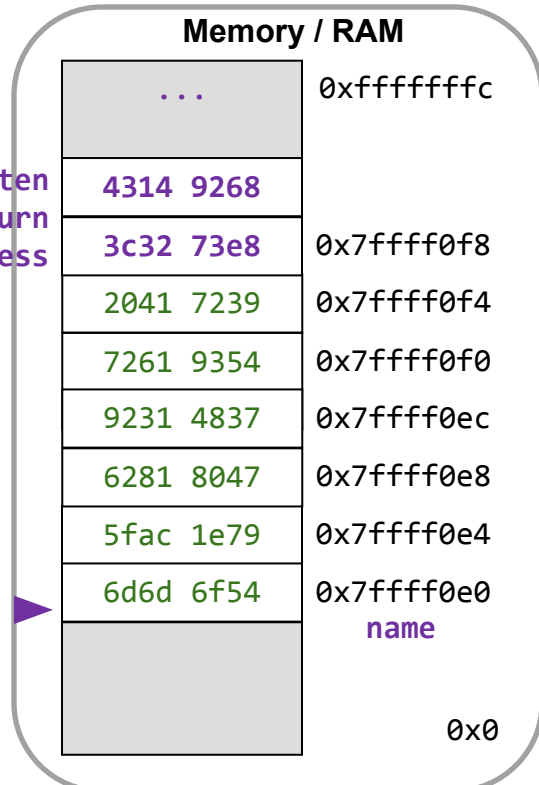 Memory / RAM
... 0xfffffffc
4314 9268
3c32 73e8 0x7ffff0f8
2041 7239 0x7ffff0f4
7261 9354 0x7ffff0f0
9231 4837 0x7ffff0ec
6281 8047 0x7ffff0e8
5fac 1e79 0x7ffff0e4
6d6d 6f54 0x7ffff0e0
name
0x0